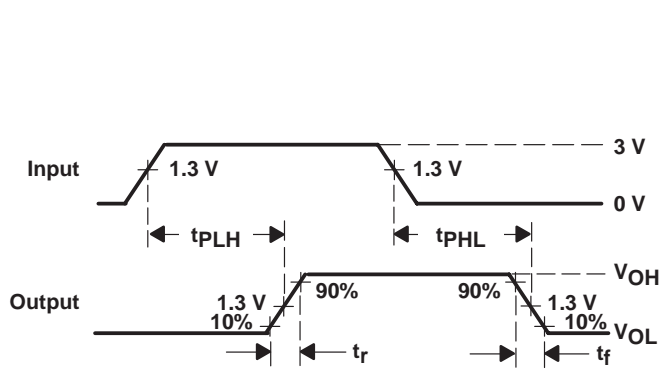 3 V
Input
1.3 V
1.3 V
0 V
tPLH
tPHL
VOH
90%
90%
Output
1.3 V
1.3 V
10%
10%
VOL
tr
tf